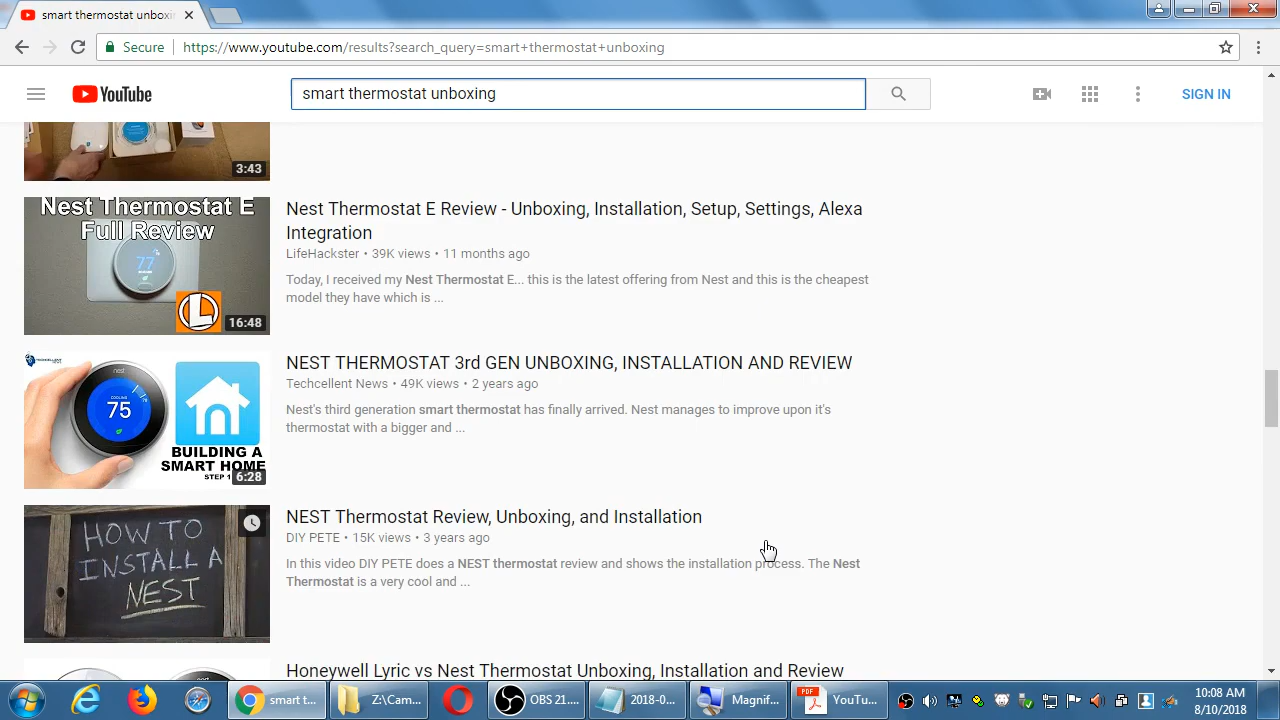 smart thermostat unboxi
Secure
https://www.youtube.com/results?search_query=smart+thermostat+unboxing
YouTube
smart thermostat unboxing
SIGN IN
3:43
Nest Thermostat E
Full Review
77
16:48
Nest Thermostat E Review - Unboxing, Installation, Setup, Settings, Alexa
Integration
LifeHackster • 39K views • 11 months ago
Today, I received my Nest Thermostat E... this is the latest offering from Nest and this is the cheapest
model they have which is ...
TECHCELLENT
nest
COOLING
75
BUILDING A
SMART HOME
STEP 1
6:28
NEST THERMOSTAT 3rd GEN UNBOXING, INSTALLATION AND REVIEW
Techcellent News • 49K views • 2 years ago
Nest's third generation smart thermostat has finally arrived. Nest manages to improve upon it's
thermostat with a bigger and ...
HOW TO
INSTALL A
NEST
NEST Thermostat Review, Unboxing, and Installation
DIY PETE • 15K views • 3 years ago
In this video DIY PETE does a NEST thermostat review and shows the installation process. The Nest
Thermostat is a very cool and ...
Honeywell Lyric vs Nest Thermostat Unboxing, Installation and Review
smart t...
Z:\Cam...
OBS 21....
2018-0...
Magnif...
PDF
YouTu...
10:08 AM
8/10/2018